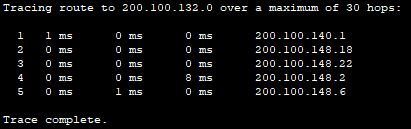 Tracing route to 200.100.132.0 over a maximum of 30 hops:
1 1 ms 0 ms 0 ms 200.100.140.1
2 0 ms 0 ms 0 ms 200.100.148.18
3 0 ms 0 ms 0 ms 200.100.148.22
4 0 ms 0 ms 8 ms 200.100.148.2
5 0 ms 1 ms 0 ms 200.100.148.6
Trace complete.